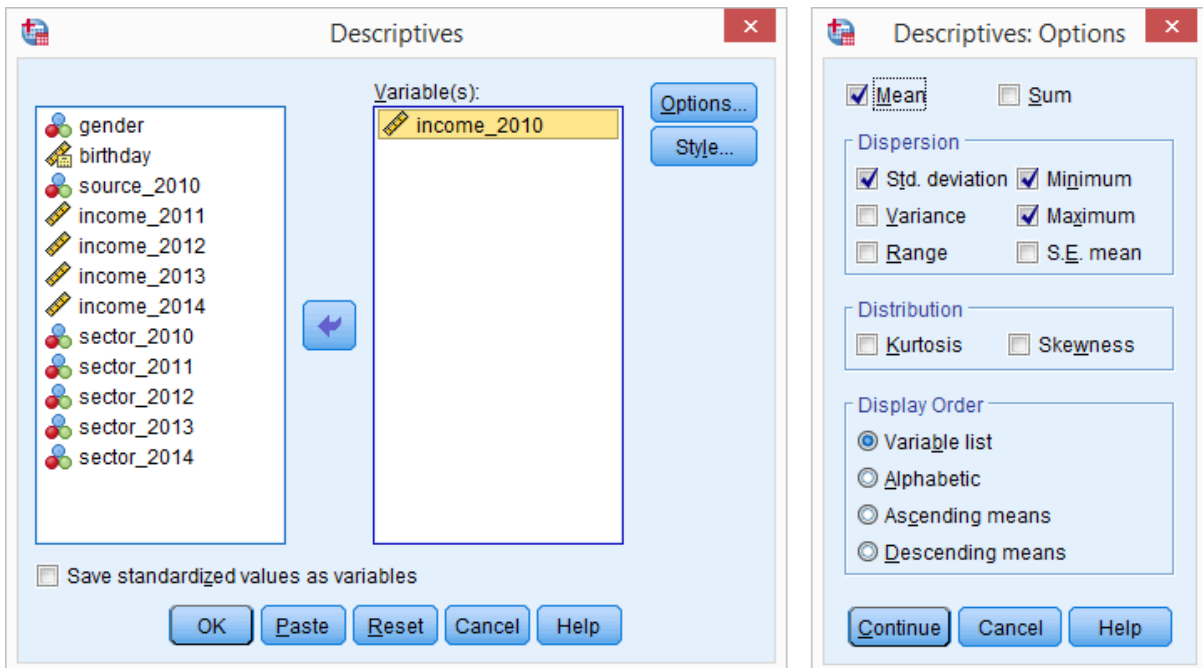 Descriptives
Variable(s):
gender
birthday
source_2010
income_2011
income_2012
income_2013
income_2014
sector_2010
sector_2011
sector_2012
sector_2013
sector_2014
income_2010
Options...
Style...
Save standardized values as variables
OK Paste Reset Cancel Help
Descriptives: Options
Mean Sum
Dispersion
Std. deviation Minimum
Variance Maximum
Range S.E. mean
Distribution
Kurtosis Skewness
Display Order
Variable list
Alphabetic
Ascending means
Descending means
Continue Cancel Help